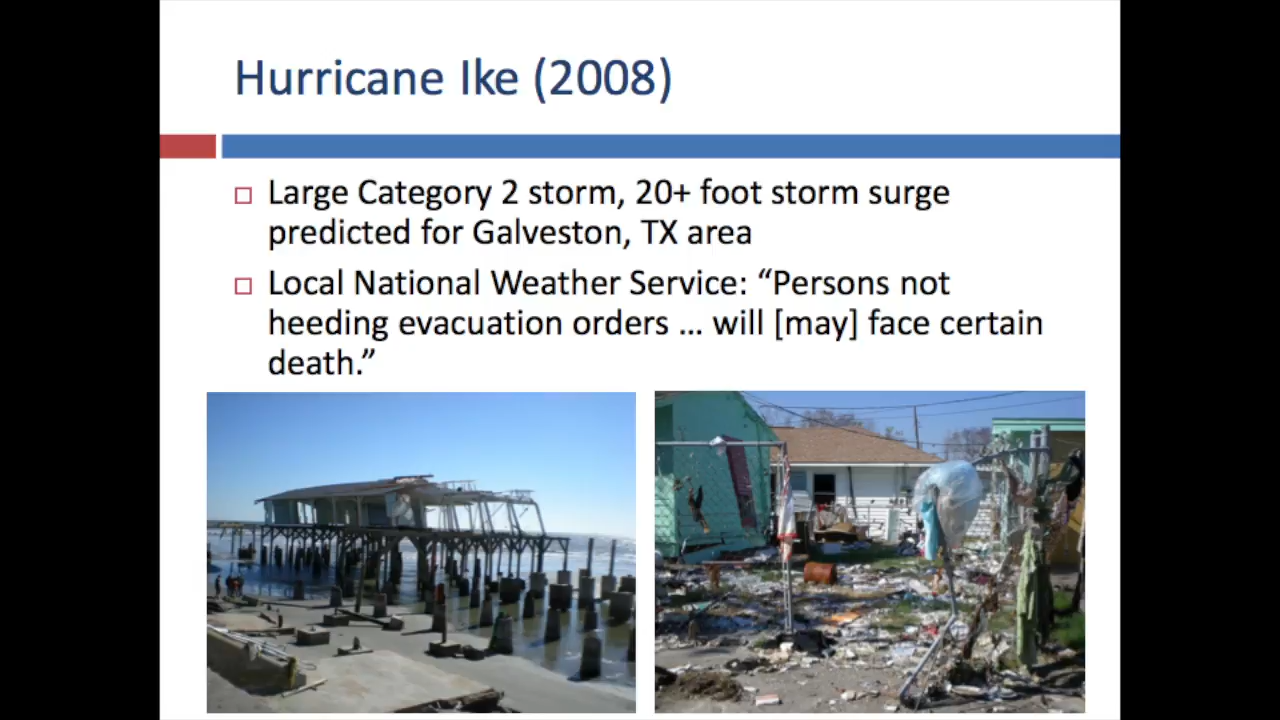 Hurricane Ike (2008)
Large Category 2 storm, 20+ foot storm surge
predicted for Galveston, TX area
Local National Weather Service: “Persons not
heeding evacuation orders … will [may] face certain
death.”